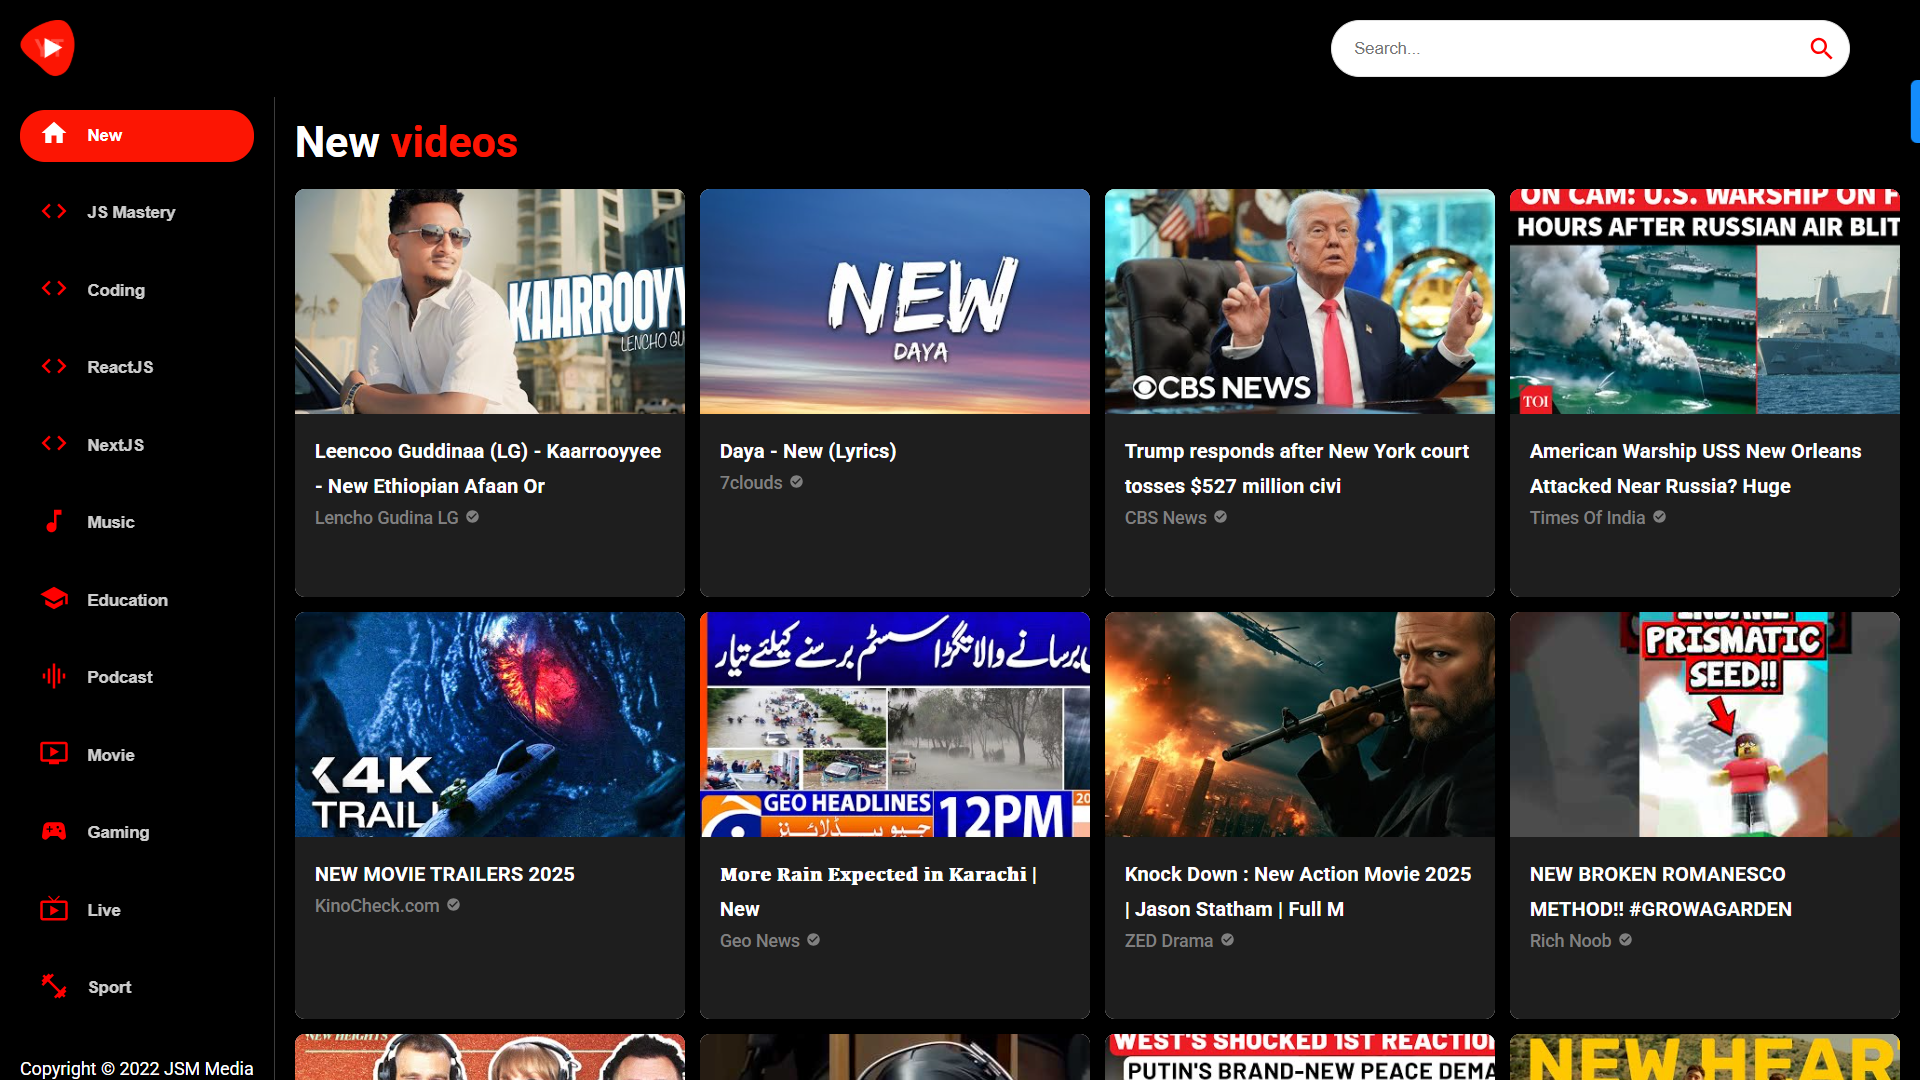 YT
Search...
New
JS Mastery
Coding
ReactJS
NextJS
Music
Education
Podcast
Movie
Gaming
Live
Sport
Copyright © 2022 JSM Media
New videos
KAARROOYY
LENCHO GU
Leencoo Guddinaa (LG) - Kaarrooyyee
- New Ethiopian Afaan Or
Lencho Gudina LG
NEW
DAYA
Daya - New (Lyrics)
7clouds
CBS NEWS
Trump responds after New York court
tosses $527 million civi
CBS News
ON CAM: U.S. WARSHIP ON F
HOURS AFTER RUSSIAN AIR BLIT
TOI
American Warship USS New Orleans
Attacked Near Russia? Huge
Times Of India
4K
TRAIL
NEW MOVIE TRAILERS 2025
KinoCheck.com
برسانے والا تگڑا سسٹم برسنے کیلئے تیار
GEO HEADLINES
جیو ہیڈلائنز
12PM
20
More Rain Expected in Karachi |
New
Geo News
Knock Down : New Action Movie 2025
| Jason Statham | Full M
ZED Drama
INSANE
PRISMATIC
SEED!!
NEW BROKEN ROMANESCO
METHOD!! #GROWAGARDEN
Rich Noob
NEW HEIGHTS
WEST'S SHOCKED 1ST REACTIO
PUTIN'S BRAND-NEW PEACE DEMA
NEW HEAR